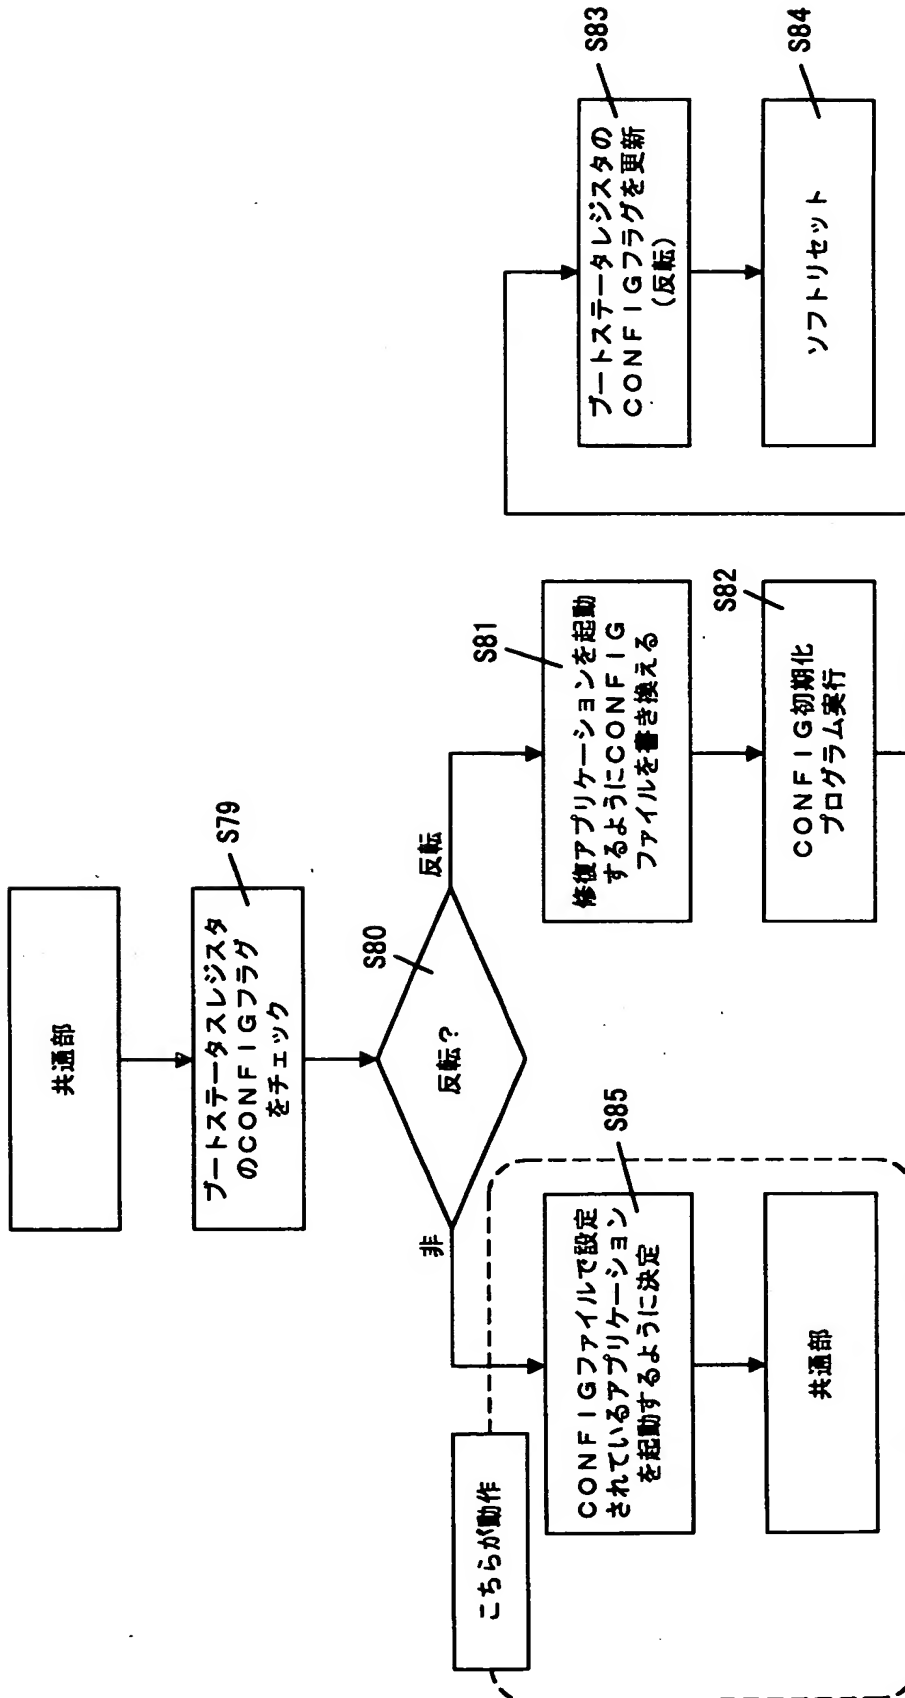 共通部
S79
ブートステータスレジスタ
のCONFIGフラグ
をチェック
S80
反転?
反転
非
S81
修復アプリケーションを起動
するようにCONFIG
ファイルを書き換える
S82
CONFIG初期化
プログラム実行
S83
ブートステータレジスタの
CONFIGフラグを更新
(反転)
S84
ソフトリセット
こちらが動作
S85
CONFIGファイルで設定
されているアプリケーション
を起動するように決定
共通部